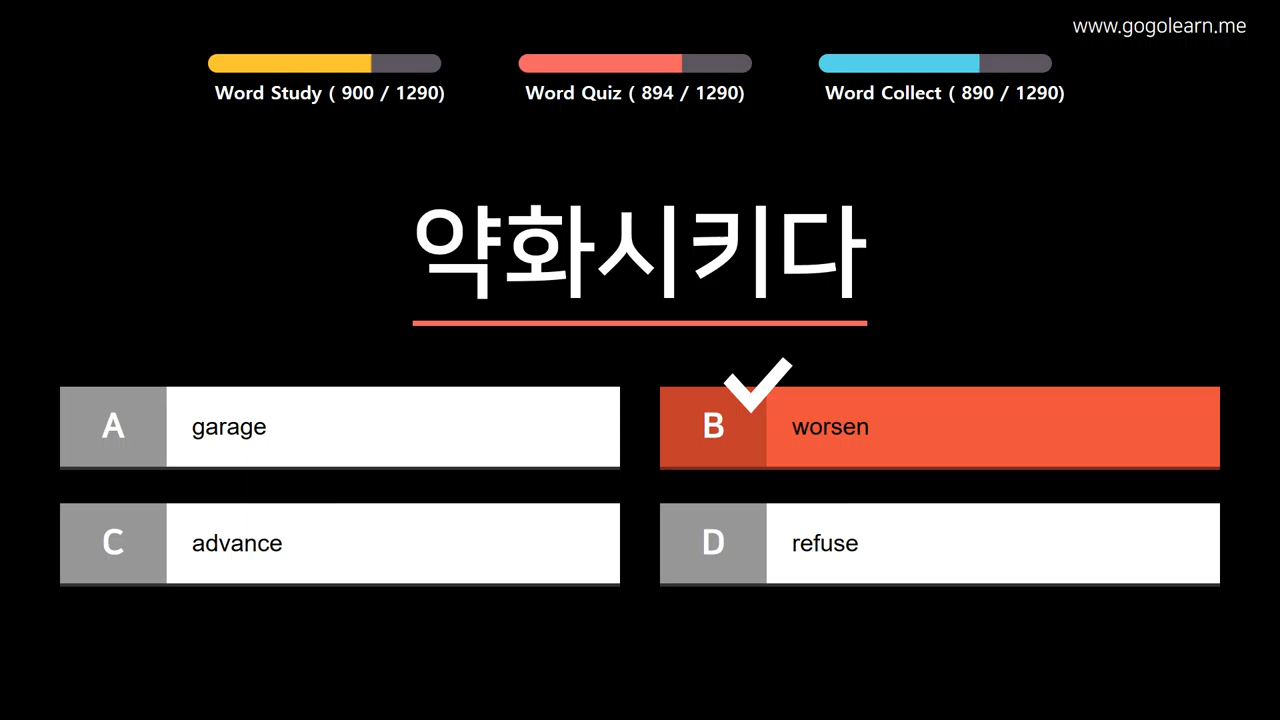 www.gogolearn.me
Word Study ( 900 / 1290)
Word Quiz ( 894 / 1290)
Word Collect ( 890 / 1290)
약화시키다
A garage
B worsen
C advance
D refuse